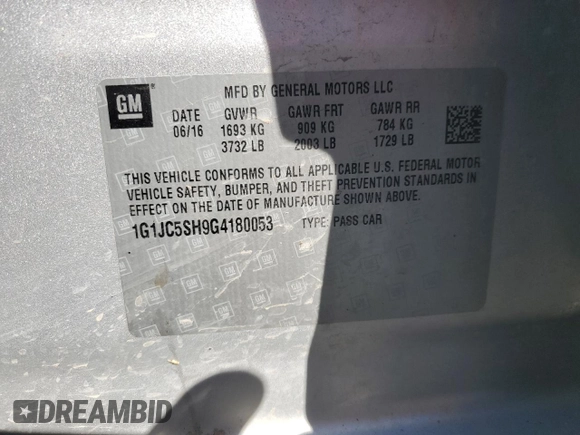 GM
MFD BY GENERAL MOTORS LLC
DATE GVWR GAWR FRT GAWR RR
06/16 1693 KG 909 KG 784 KG
3732 LB 2003 LB 1729 LB
THIS VEHICLE CONFORMS TO ALL APPLICABLE U.S. FEDERAL MOTOR
VEHICLE SAFETY, BUMPER, AND THEFT PREVENTION STANDARDS IN
EFFECT ON THE DATE OF MANUFACTURE SHOWN ABOVE.
1G1JC5SH9G4180053 TYPE: PASS CAR
DREAMBID